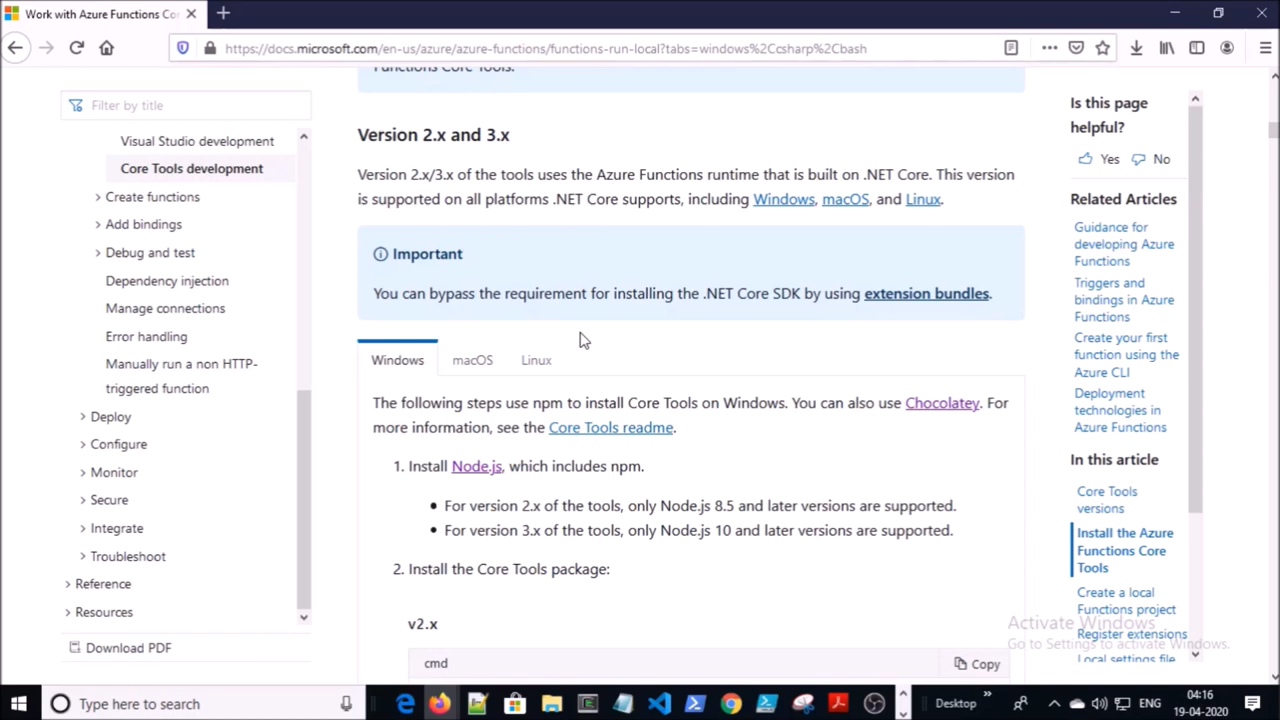 Work with Azure Functions Cor
https://docs.microsoft.com/en-us/azure/azure-functions/functions-run-local?tabs=windows%2Ccsharp%2Cbash
Filter by title
Visual Studio development
Core Tools development
Create functions
Add bindings
Debug and test
Dependency injection
Manage connections
Error handling
Manually run a non HTTP-
triggered function
Deploy
Configure
Monitor
Secure
Integrate
Troubleshoot
Reference
Resources
Download PDF
Functions Core Tools.
Version 2.x and 3.x
Version 2.x/3.x of the tools uses the Azure Functions runtime that is built on .NET Core. This version
is supported on all platforms .NET Core supports, including Windows, macOS, and Linux.
Important
You can bypass the requirement for installing the .NET Core SDK by using extension bundles.
Windows macOS Linux
The following steps use npm to install Core Tools on Windows. You can also use Chocolatey. For
more information, see the Core Tools readme.
1. Install Node.js, which includes npm.
• For version 2.x of the tools, only Node.js 8.5 and later versions are supported.
• For version 3.x of the tools, only Node.js 10 and later versions are supported.
2. Install the Core Tools package:
v2.x
cmd Copy
Is this page
helpful?
Yes No
Related Articles
Guidance for
developing Azure
Functions
Triggers and
bindings in Azure
Functions
Create your first
function using the
Azure CLI
Deployment
technologies in
Azure Functions
In this article
Core Tools
versions
Install the Azure
Functions Core
Tools
Create a local
Functions project
Register extensions
Local settings file
Activate Windows
Go to Settings to activate Windows.
Type here to search
Desktop
ENG
04:16
19-04-2020